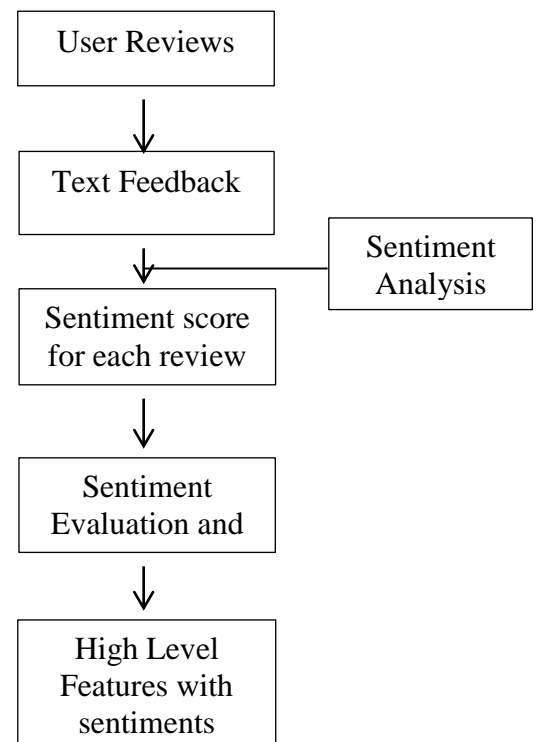 User Reviews
Text Feedback
Sentiment
Analysis
Sentiment score
for each review
Sentiment
Evaluation and
High Level
Features with
sentiments